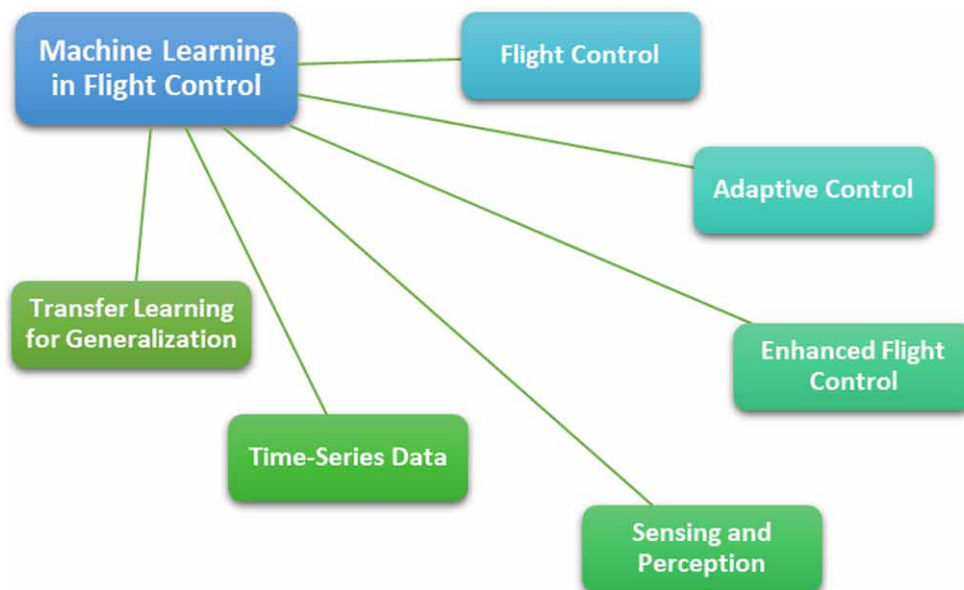 Machine Learning
in Flight Control
Flight Control
Adaptive Control
Enhanced Flight
Control
Sensing and
Perception
Time-Series Data
Transfer Learning
for Generalization